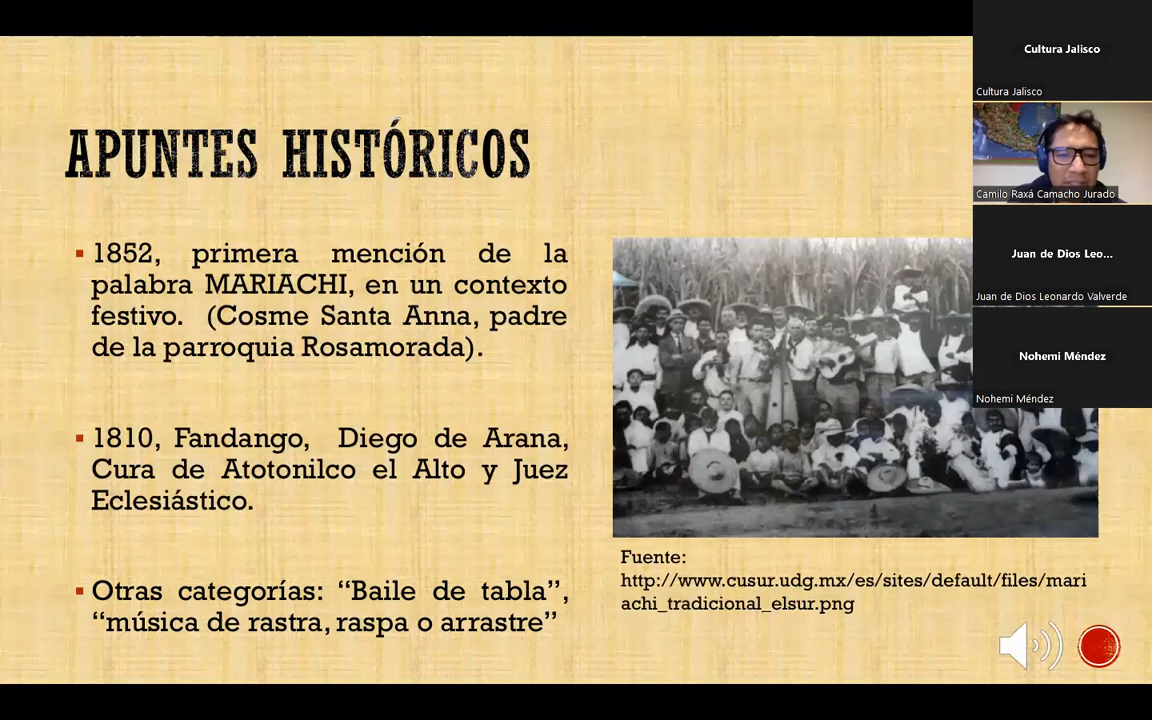 APUNTES HISTÓRICOS
▪ 1852, primera mención de la
palabra MARIACHI, en un contexto
festivo. (Cosme Santa Anna, padre
de la parroquia Rosamorada).
▪ 1810, Fandango, Diego de Arana,
Cura de Atotonilco el Alto y Juez
Eclesiástico.
▪ Otras categorías: “Baile de tabla”,
“música de rastra, raspa o arrastre”
Fuente:
http://www.cusur.udg.mx/es/sites/default/files/mari
achi_tradicional_elsur.png
Cultura Jalisco
Cultura Jalisco
Camilo Raxá Camacho Jurado
Juan de Dios Leo...
Juan de Dios Leonardo Valverde
Nohemi Méndez
Nohemi Méndez